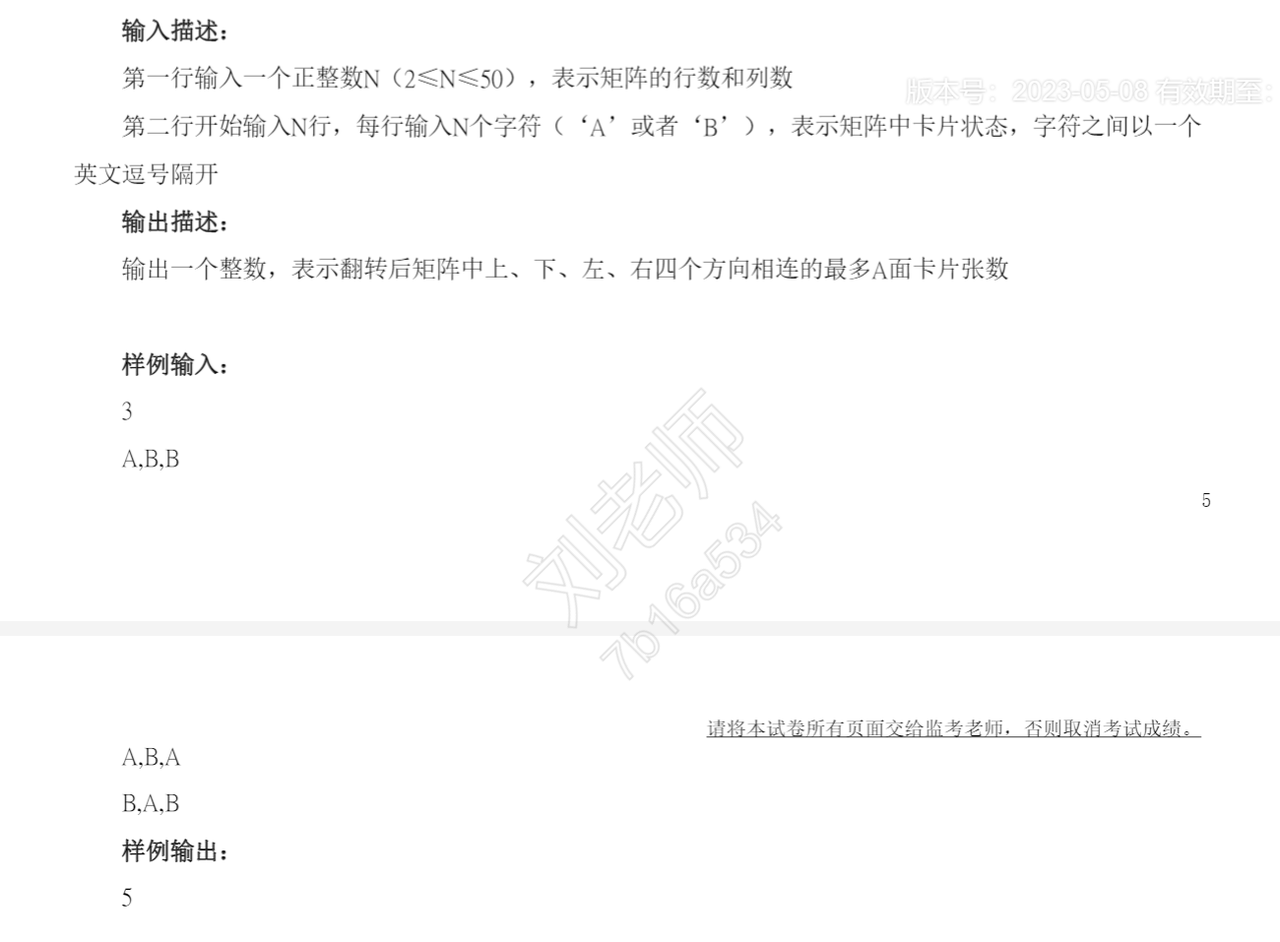 输入描述：
第一行输入一个正整数N（2≤N≤50），表示矩阵的行数和列数
版本号：2023-05-08 有效期至：
第二行开始输入N行，每行输入N个字符（‘A’或者‘B’），表示矩阵中卡片状态，字符之间以一个
英文逗号隔开
输出描述：
输出一个整数，表示翻转后矩阵中上、下、左、右四个方向相连的最多A面卡片张数
样例输入：
3
A,B,B
刘老师
7b16a534
5
请将本试卷所有页面交给监考老师，否则取消考试成绩。
A,B,A
B,A,B
样例输出：
5